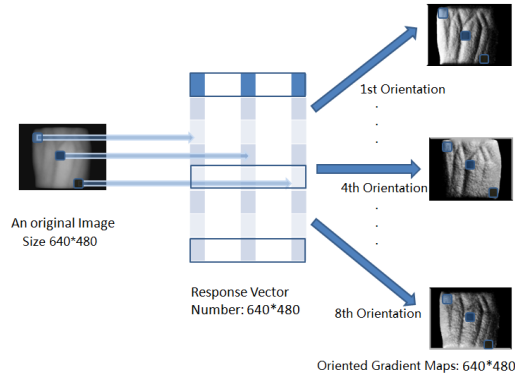 1st Orientation
4th Orientation
An original Image
Size 640*480
Response Vector
Number: 640*480
8th Orientation
Oriented Gradient Maps: 640*480